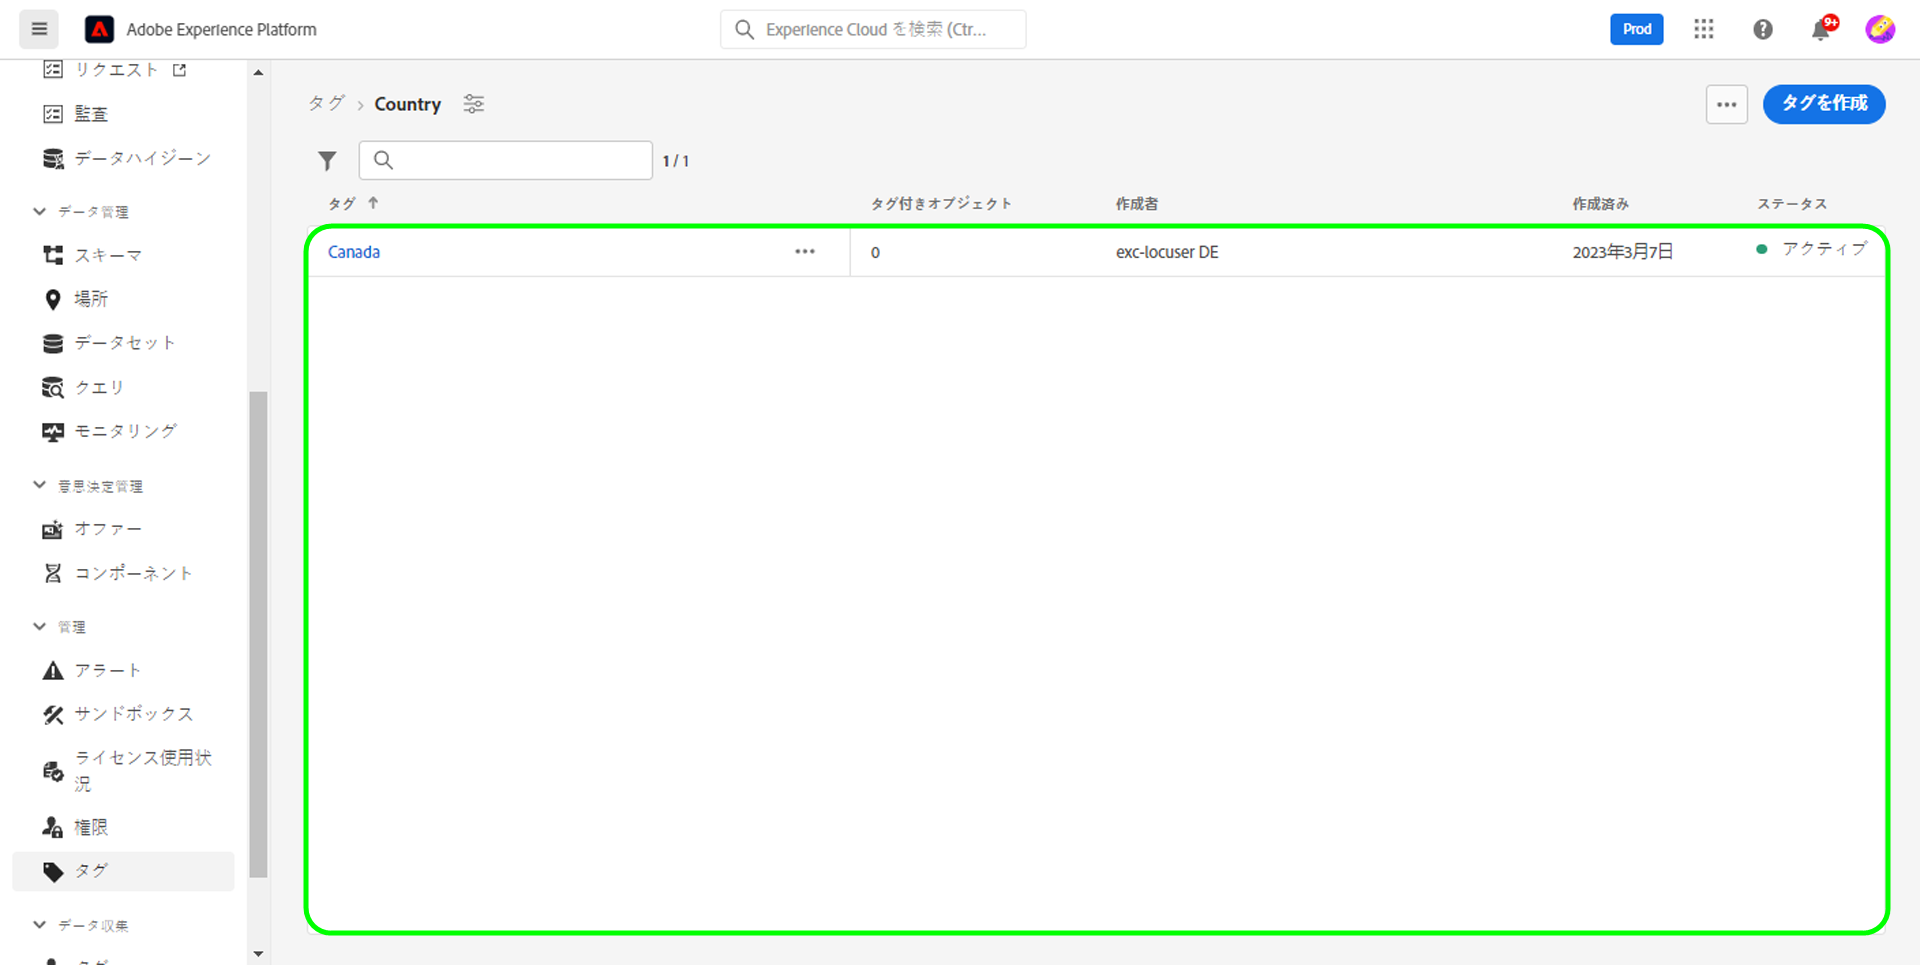 Adobe Experience Platform
Experience Cloud を検索 (Ctr...
Prod
9+
リクエスト
監査
データハイジーン
データ管理
スキーマ
場所
データセット
クエリ
モニタリング
意思決定管理
オファー
コンポーネント
管理
アラート
サンドボックス
ライセンス使用状
況
権限
タグ
データ収集
タグ
タグ > Country
タグを作成
1 / 1
タグ ↑ タグ付きオブジェクト 作成者 作成済み ステータス
Canada ... 0 exc-locuser DE 2023年3月7日 アクティブ